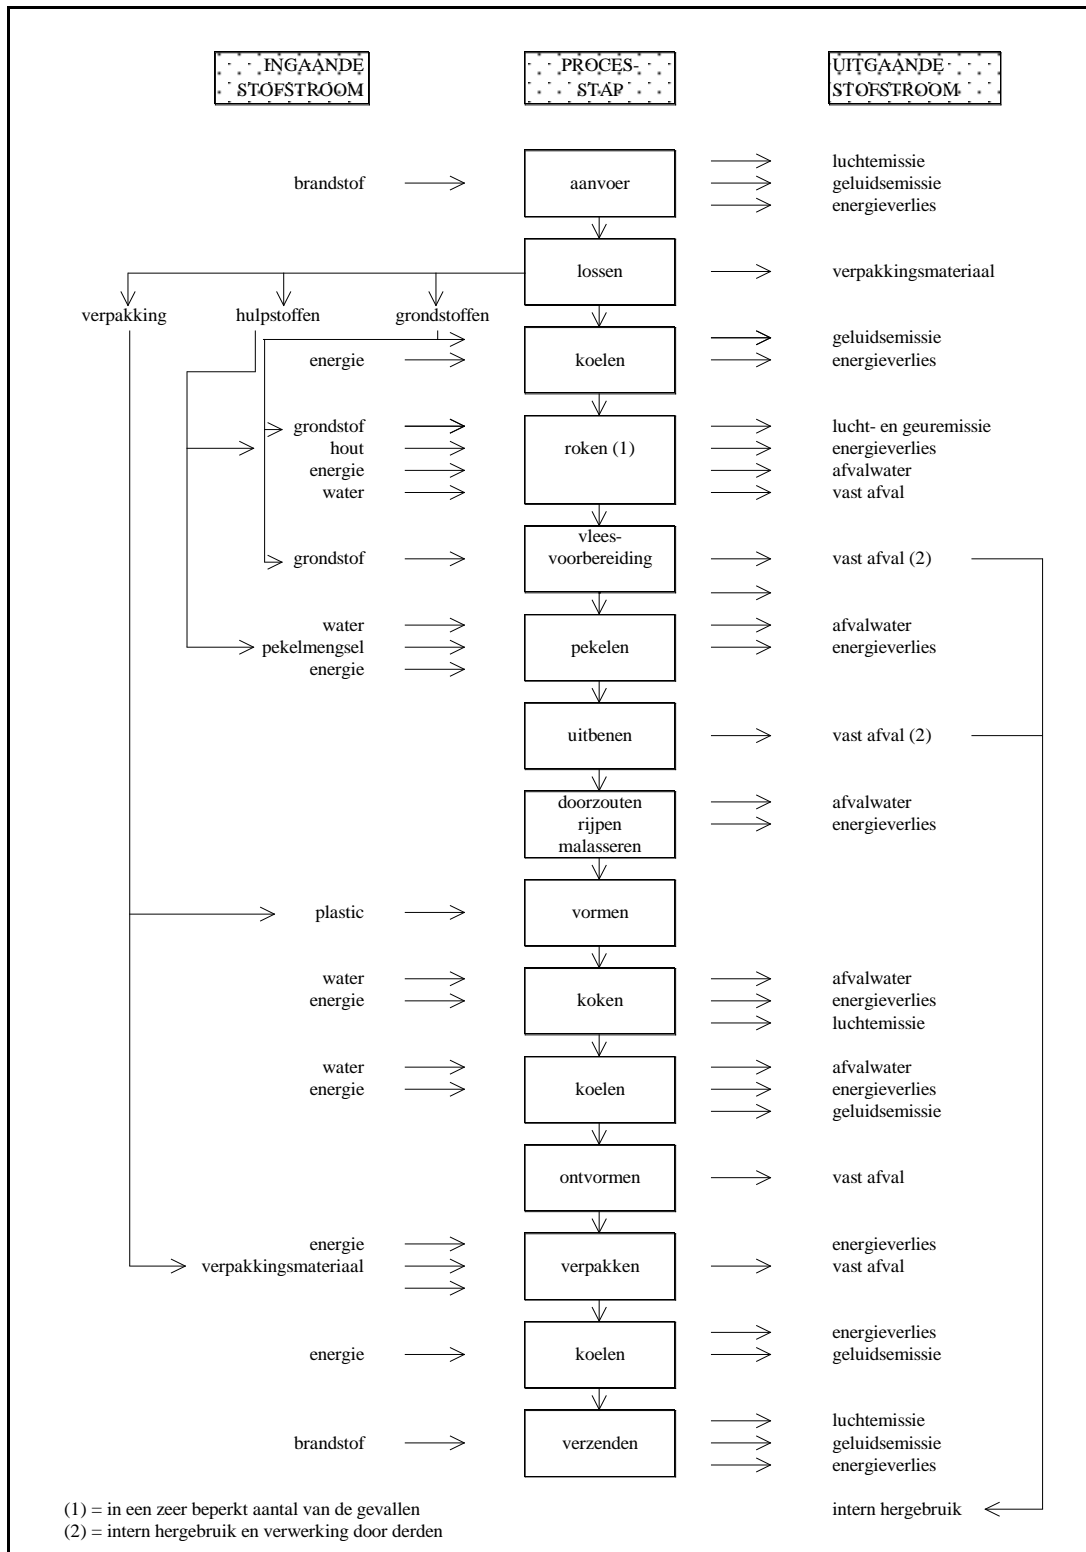 INGAANDE STOFSTROOM
PROCES-STAP
UITGAANDE STOFSTROOM
brandstof
aanvoer
luchtemissie
geluidsemissie
energieverlies
lossen
verpakkingsmateriaal
verpakking
hulpstoffen
grondstoffen
energie
koelen
geluidsemissie
energieverlies
grondstof
hout
energie
water
roken (1)
lucht- en geuremissie
energieverlies
afvalwater
vast afval
grondstof
vlees-
voorbereiding
vast afval (2)
water
pekelmengsel
energie
pekelen
afvalwater
energieverlies
uitbenen
vast afval (2)
doorzouten
rijpen
malasseren
afvalwater
energieverlies
plastic
vormen
water
energie
koken
afvalwater
energieverlies
luchtemissie
water
energie
koelen
afvalwater
energieverlies
geluidsemissie
ontvormen
vast afval
energie
verpakkingsmateriaal
verpakken
energieverlies
vast afval
energie
koelen
energieverlies
geluidsemissie
brandstof
verzenden
luchtemissie
geluidsemissie
energieverlies
(1) = in een zeer beperkt aantal van de gevallen
(2) = intern hergebruik en verwerking door derden
intern hergebruik